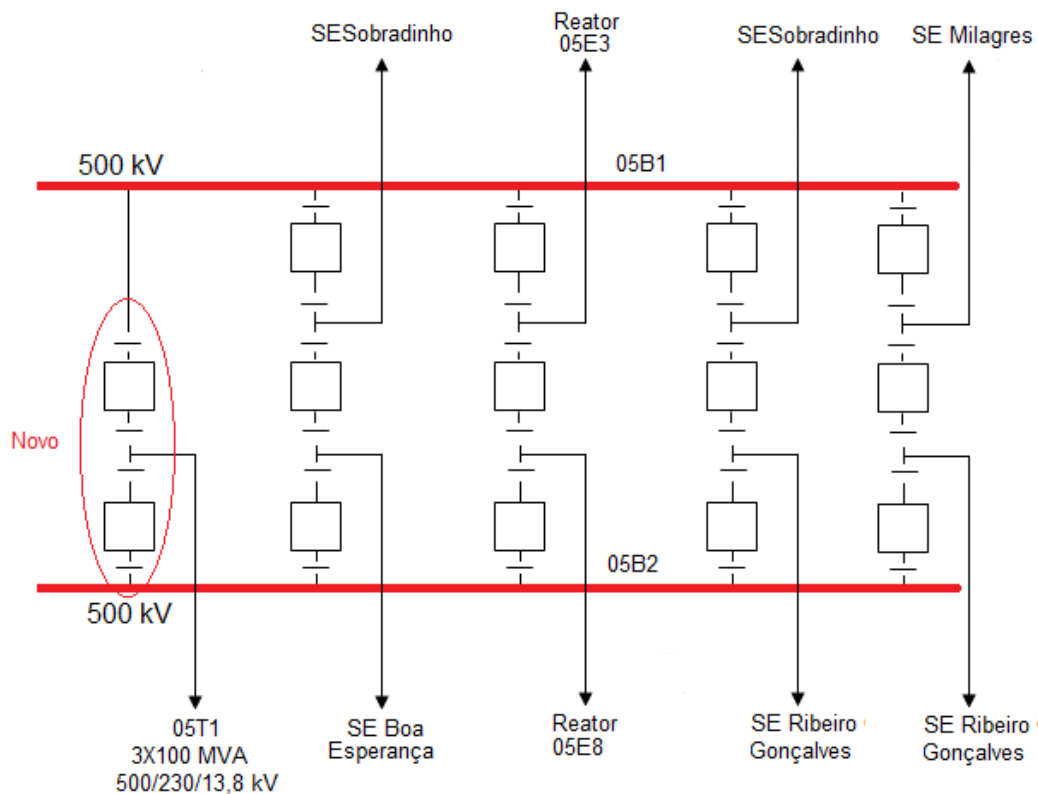 SESobradinho
Reator
05E3
SESobradinho
SE Milagres
500 kV
05B1
Novo
05B2
500 kV
05T1
3X100 MVA
500/230/13,8 kV
SE Boa
Esperança
Reator
05E8
SE Ribeiro
Gonçalves
SE Ribeiro
Gonçalves